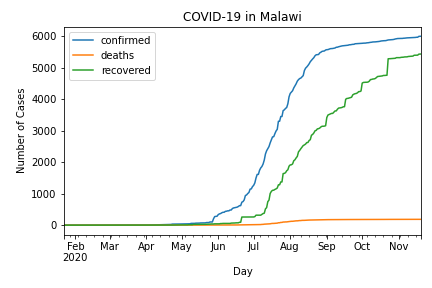 COVID-19 in Malawi
confirmed
deaths
recovered
Number of Cases
6000
5000
4000
3000
2000
1000
0
Feb Mar Apr May Jun Jul Aug Sep Oct Nov
2020
Day